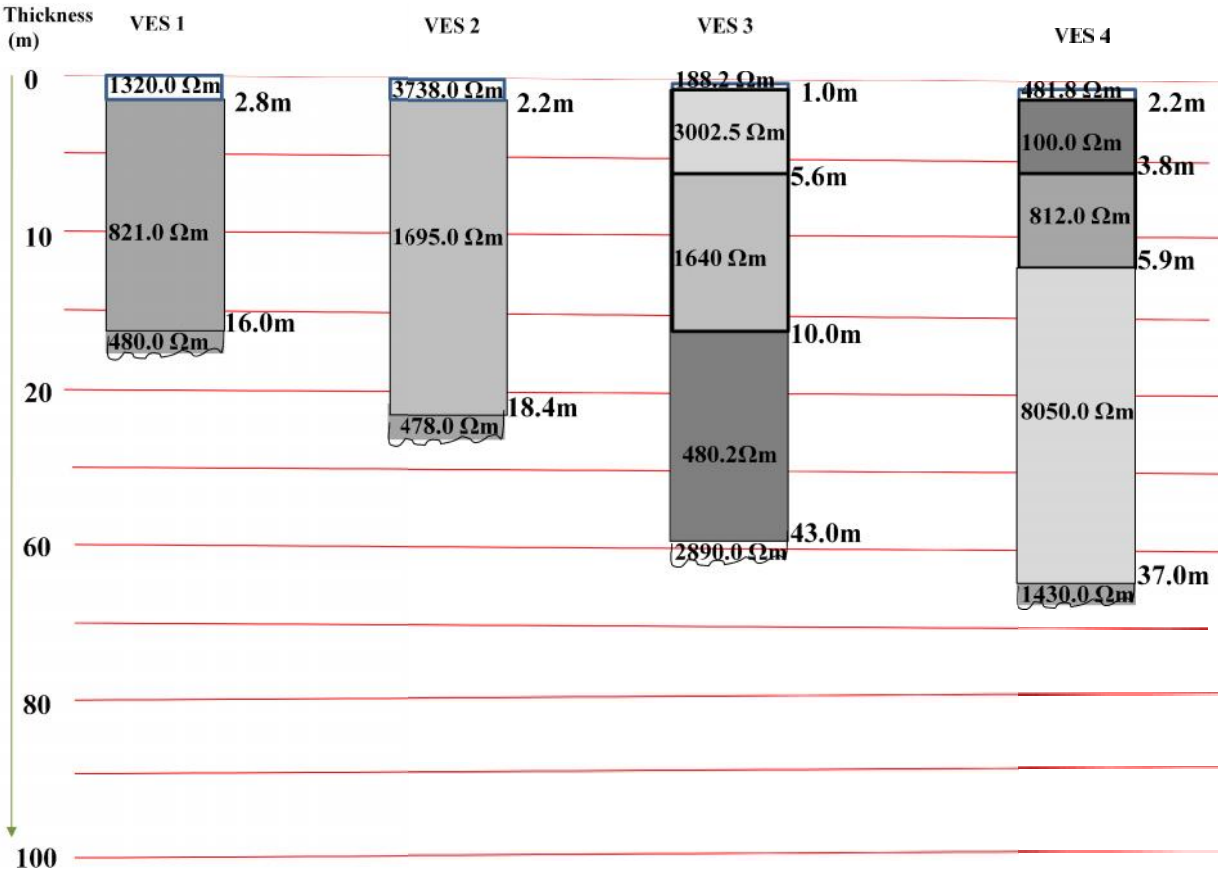 Thickness
(m)
VES 1
VES 2
VES 3
VES 4
0
10
20
60
80
100
1320.0 Ωm
2.8m
821.0 Ωm
16.0m
480.0 Ωm
3738.0 Ωm
2.2m
1695.0 Ωm
18.4m
478.0 Ωm
188.2 Ωm
1.0m
3002.5 Ωm
5.6m
1640 Ωm
10.0m
480.2Ωm
43.0m
2890.0 Ωm
481.8 Ωm
2.2m
100.0 Ωm
3.8m
812.0 Ωm
5.9m
8050.0 Ωm
37.0m
1430.0 Ωm